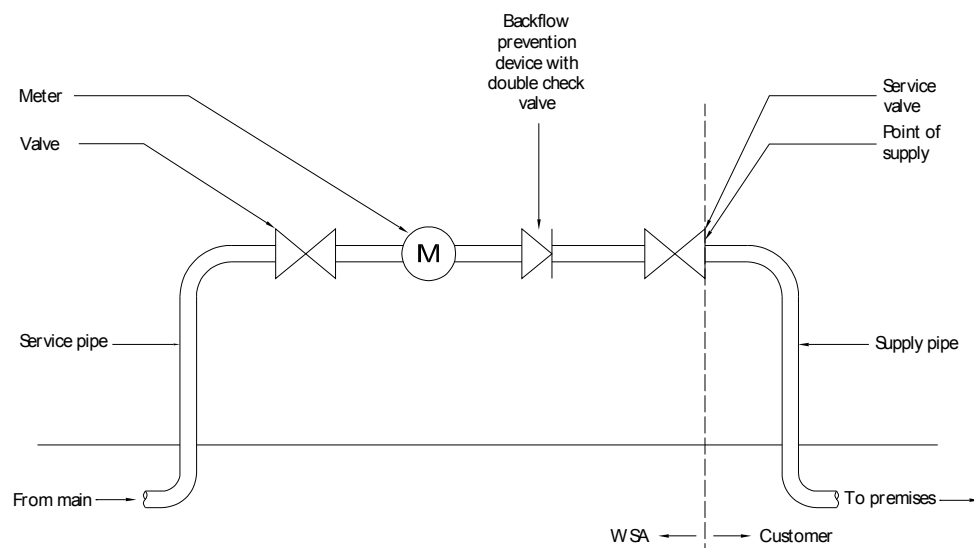 Backflow
prevention
device with
double check
valve
Meter
Valve
Service
valve
Point of
supply
M
Service pipe
Supply pipe
From main
To premises
WSA
Customer